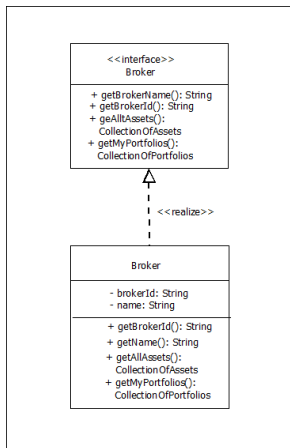 <<interface>>
Broker
+ getBrokerName(): String
+ getBrokerId(): String
+ geAlltAssets():
CollectionOfAssets
+ getMyPortfolios():
CollectionOfPortfolios
<<realize>>
Broker
- brokerId: String
- name: String
+ getBrokerId(): String
+ getName(): String
+ getAllAssets():
CollectionOfAssets
+ getMyPortfolios():
CollectionOfPortfolios